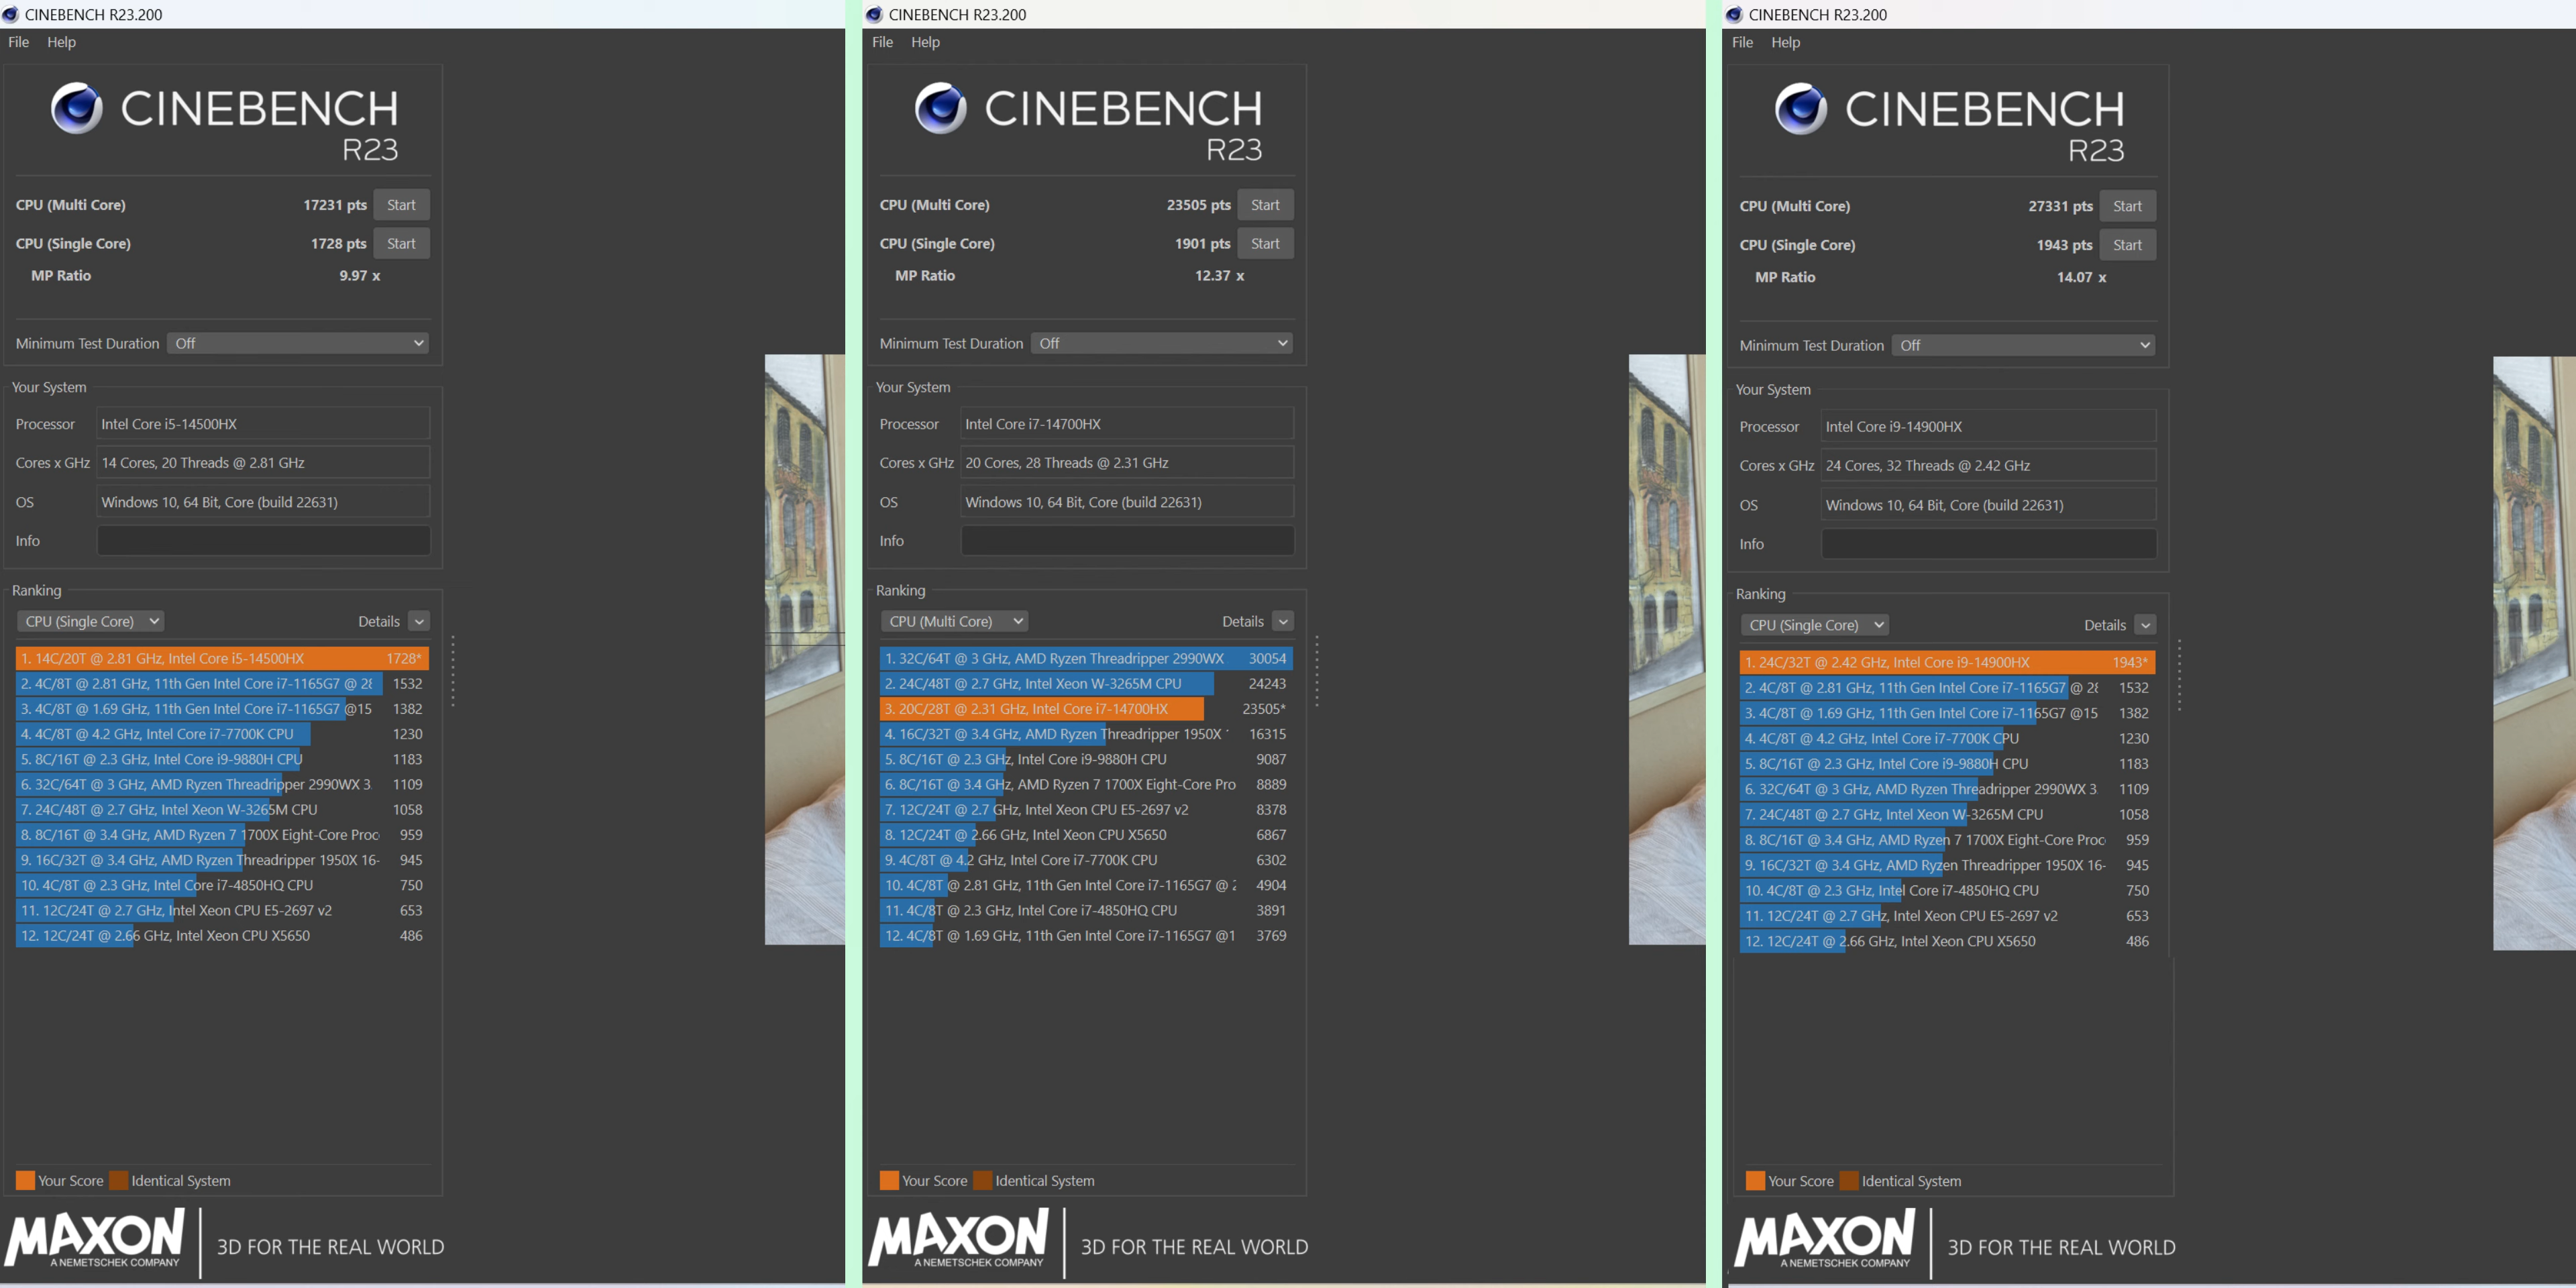 CINEBENCH R23.200
File Help
CINEBENCH
R23
CPU (Multi Core) 17231 pts Start
CPU (Single Core) 1728 pts Start
MP Ratio 9.97 x
Minimum Test Duration Off
Your System
Processor Intel Core i5-14500HX
Cores x GHz 14 Cores, 20 Threads @ 2.81 GHz
OS Windows 10, 64 Bit, Core (build 22631)
Info
Ranking
CPU (Single Core) Details
1. 14C/20T @ 2.81 GHz, Intel Core i5-14500HX 1728*
2. 4C/8T @ 2.81 GHz, 11th Gen Intel Core i7-1165G7 @ 28 1532
3. 4C/8T @ 1.69 GHz, 11th Gen Intel Core i7-1165G7 @15 1382
4. 4C/8T @ 4.2 GHz, Intel Core i7-7700K CPU 1230
5. 8C/16T @ 2.3 GHz, Intel Core i9-9880H CPU 1183
6. 32C/64T @ 3 GHz, AMD Ryzen Threadripper 2990WX 3 1109
7. 24C/48T @ 2.7 GHz, Intel Xeon W-3265M CPU 1058
8. 8C/16T @ 3.4 GHz, AMD Ryzen 7 1700X Eight-Core Proc 959
9. 16C/32T @ 3.4 GHz, AMD Ryzen Threadripper 1950X 16- 945
10. 4C/8T @ 2.3 GHz, Intel Core i7-4850HQ CPU 750
11. 12C/24T @ 2.7 GHz, Intel Xeon CPU E5-2697 v2 653
12. 12C/24T @ 2.66 GHz, Intel Xeon CPU X5650 486
Your Score Identical System
MAXON
A NEMETSCHEK COMPANY
3D FOR THE REAL WORLD
CINEBENCH R23.200
File Help
CINEBENCH
R23
CPU (Multi Core) 23505 pts Start
CPU (Single Core) 1901 pts Start
MP Ratio 12.37 x
Minimum Test Duration Off
Your System
Processor Intel Core i7-14700HX
Cores x GHz 20 Cores, 28 Threads @ 2.31 GHz
OS Windows 10, 64 Bit, Core (build 22631)
Info
Ranking
CPU (Multi Core) Details
1. 32C/64T @ 3 GHz, AMD Ryzen Threadripper 2990WX 30054
2. 24C/48T @ 2.7 GHz, Intel Xeon W-3265M CPU 24243
3. 20C/28T @ 2.31 GHz, Intel Core i7-14700HX 23505*
4. 16C/32T @ 3.4 GHz, AMD Ryzen Threadripper 1950X 16315
5. 8C/16T @ 2.3 GHz, Intel Core i9-9880H CPU 9087
6. 8C/16T @ 3.4 GHz, AMD Ryzen 7 1700X Eight-Core Pro 8889
7. 12C/24T @ 2.7 GHz, Intel Xeon CPU E5-2697 v2 8378
8. 12C/24T @ 2.66 GHz, Intel Xeon CPU X5650 6867
9. 4C/8T @ 4.2 GHz, Intel Core i7-7700K CPU 6302
10. 4C/8T @ 2.81 GHz, 11th Gen Intel Core i7-1165G7 @ 2 4904
11. 4C/8T @ 2.3 GHz, Intel Core i7-4850HQ CPU 3891
12. 4C/8T @ 1.69 GHz, 11th Gen Intel Core i7-1165G7 @1 3769
Your Score Identical System
MAXON
A NEMETSCHEK COMPANY
3D FOR THE REAL WORLD
CINEBENCH R23.200
File Help
CINEBENCH
R23
CPU (Multi Core) 27331 pts Start
CPU (Single Core) 1943 pts Start
MP Ratio 14.07 x
Minimum Test Duration Off
Your System
Processor Intel Core i9-14900HX
Cores x GHz 24 Cores, 32 Threads @ 2.42 GHz
OS Windows 10, 64 Bit, Core (build 22631)
Info
Ranking
CPU (Single Core) Details
1. 24C/32T @ 2.42 GHz, Intel Core i9-14900HX 1943*
2. 4C/8T @ 2.81 GHz, 11th Gen Intel Core i7-1165G7 @ 28 1532
3. 4C/8T @ 1.69 GHz, 11th Gen Intel Core i7-1165G7 @15 1382
4. 4C/8T @ 4.2 GHz, Intel Core i7-7700K CPU 1230
5. 8C/16T @ 2.3 GHz, Intel Core i9-9880H CPU 1183
6. 32C/64T @ 3 GHz, AMD Ryzen Threadripper 2990WX 3 1109
7. 24C/48T @ 2.7 GHz, Intel Xeon W-3265M CPU 1058
8. 8C/16T @ 3.4 GHz, AMD Ryzen 7 1700X Eight-Core Proc 959
9. 16C/32T @ 3.4 GHz, AMD Ryzen Threadripper 1950X 16- 945
10. 4C/8T @ 2.3 GHz, Intel Core i7-4850HQ CPU 750
11. 12C/24T @ 2.7 GHz, Intel Xeon CPU E5-2697 v2 653
12. 12C/24T @ 2.66 GHz, Intel Xeon CPU X5650 486
Your Score Identical System
MAXON
A NEMETSCHEK COMPANY
3D FOR THE REAL WORLD